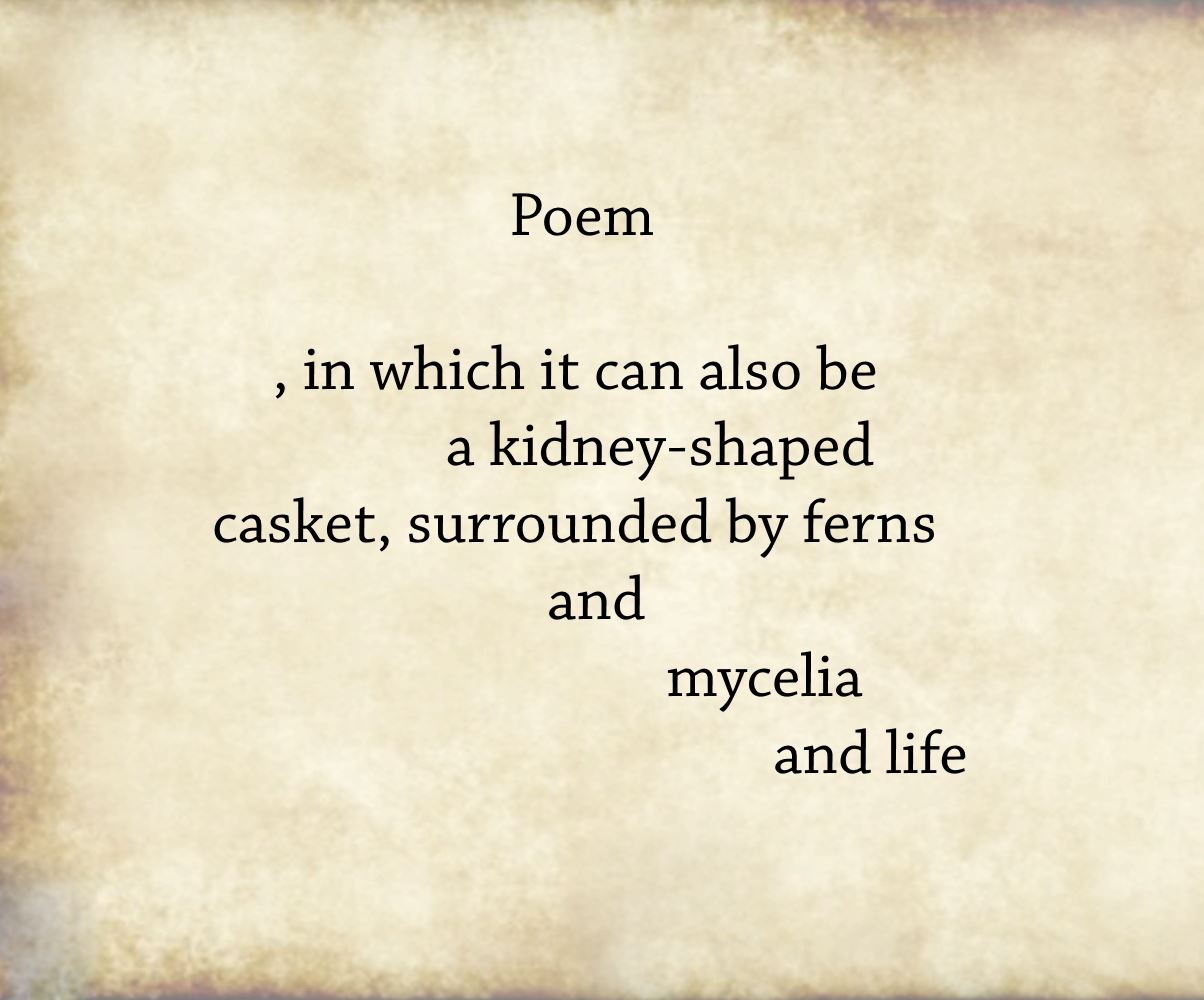 Poem
, in which it can also be
a kidney-shaped
casket, surrounded by ferns
and
mycelia
and life